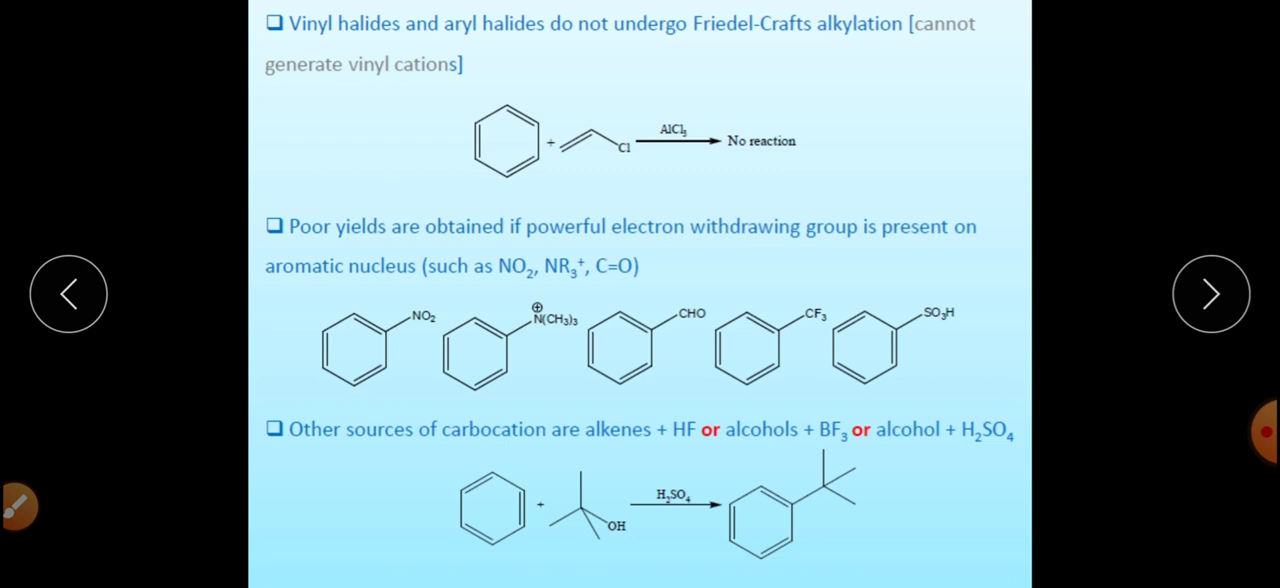 ❑ Vinyl halides and aryl halides do not undergo Friedel-Crafts alkylation [cannot
generate vinyl cations]
+ Cl AlCl₃ No reaction
❑ Poor yields are obtained if powerful electron withdrawing group is present on
aromatic nucleus (such as NO₂, NR₃⁺, C=O)
NO₂ ⊕N(CH₃)₃ CHO CF₃ SO₃H
❑ Other sources of carbocation are alkenes + HF or alcohols + BF₃ or alcohol + H₂SO₄
+ OH H₂SO₄